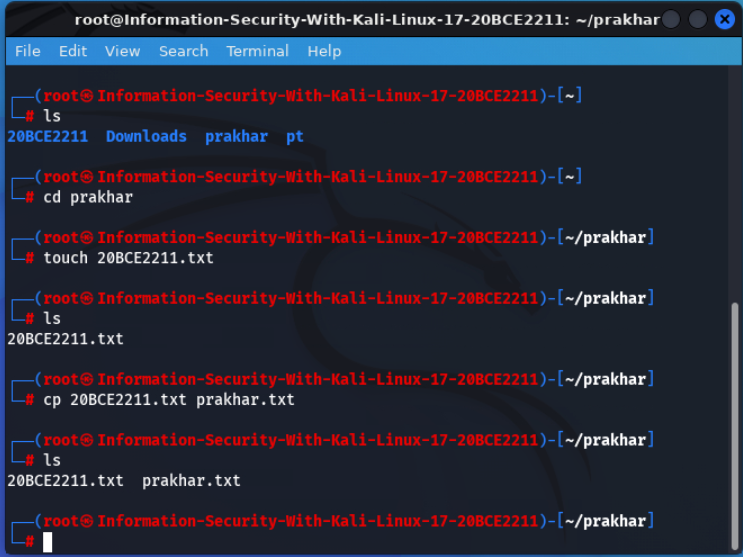 root@Information-Security-With-Kali-Linux-17-20BCE2211: ~/prakhar
File Edit View Search Terminal Help
┌──(root㉿Information-Security-With-Kali-Linux-17-20BCE2211)-[~]
└─# ls
20BCE2211  Downloads  prakhar  pt
┌──(root㉿Information-Security-With-Kali-Linux-17-20BCE2211)-[~]
└─# cd prakhar
┌──(root㉿Information-Security-With-Kali-Linux-17-20BCE2211)-[~/prakhar]
└─# touch 20BCE2211.txt
┌──(root㉿Information-Security-With-Kali-Linux-17-20BCE2211)-[~/prakhar]
└─# ls
20BCE2211.txt
┌──(root㉿Information-Security-With-Kali-Linux-17-20BCE2211)-[~/prakhar]
└─# cp 20BCE2211.txt prakhar.txt
┌──(root㉿Information-Security-With-Kali-Linux-17-20BCE2211)-[~/prakhar]
└─# ls
20BCE2211.txt  prakhar.txt
┌──(root㉿Information-Security-With-Kali-Linux-17-20BCE2211)-[~/prakhar]
└─#